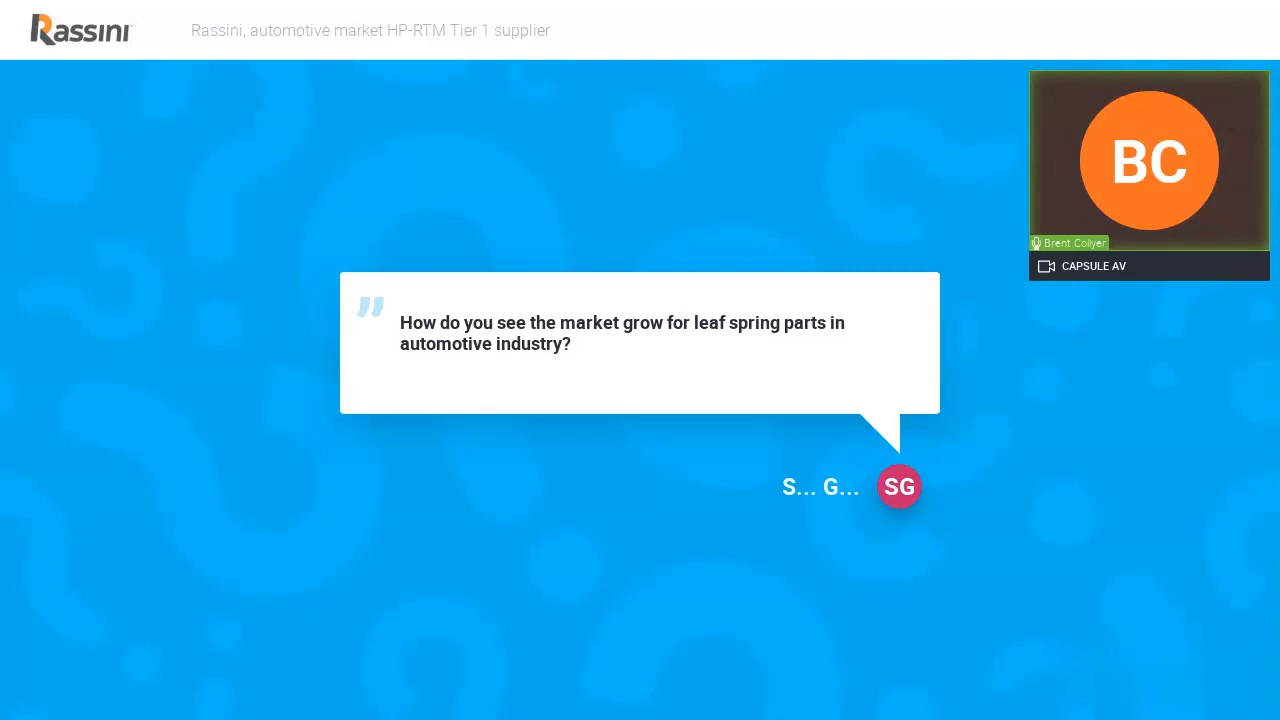 Rassini
Rassini, automotive market HP-RTM Tier 1 supplier
BC
Brent Collyer
CAPSULE AV
How do you see the market grow for leaf spring parts in
automotive industry?
S... G... SG